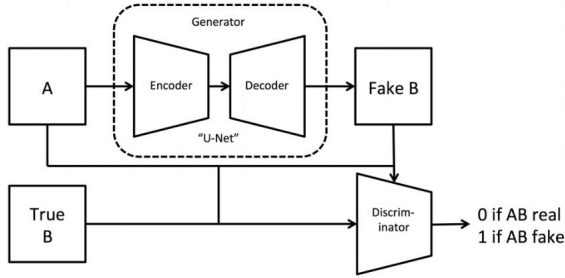 Generator
A
Encoder
Decoder
Fake B
“U-Net”
True
B
Discrim-
inator
0 if AB real
1 if AB fake